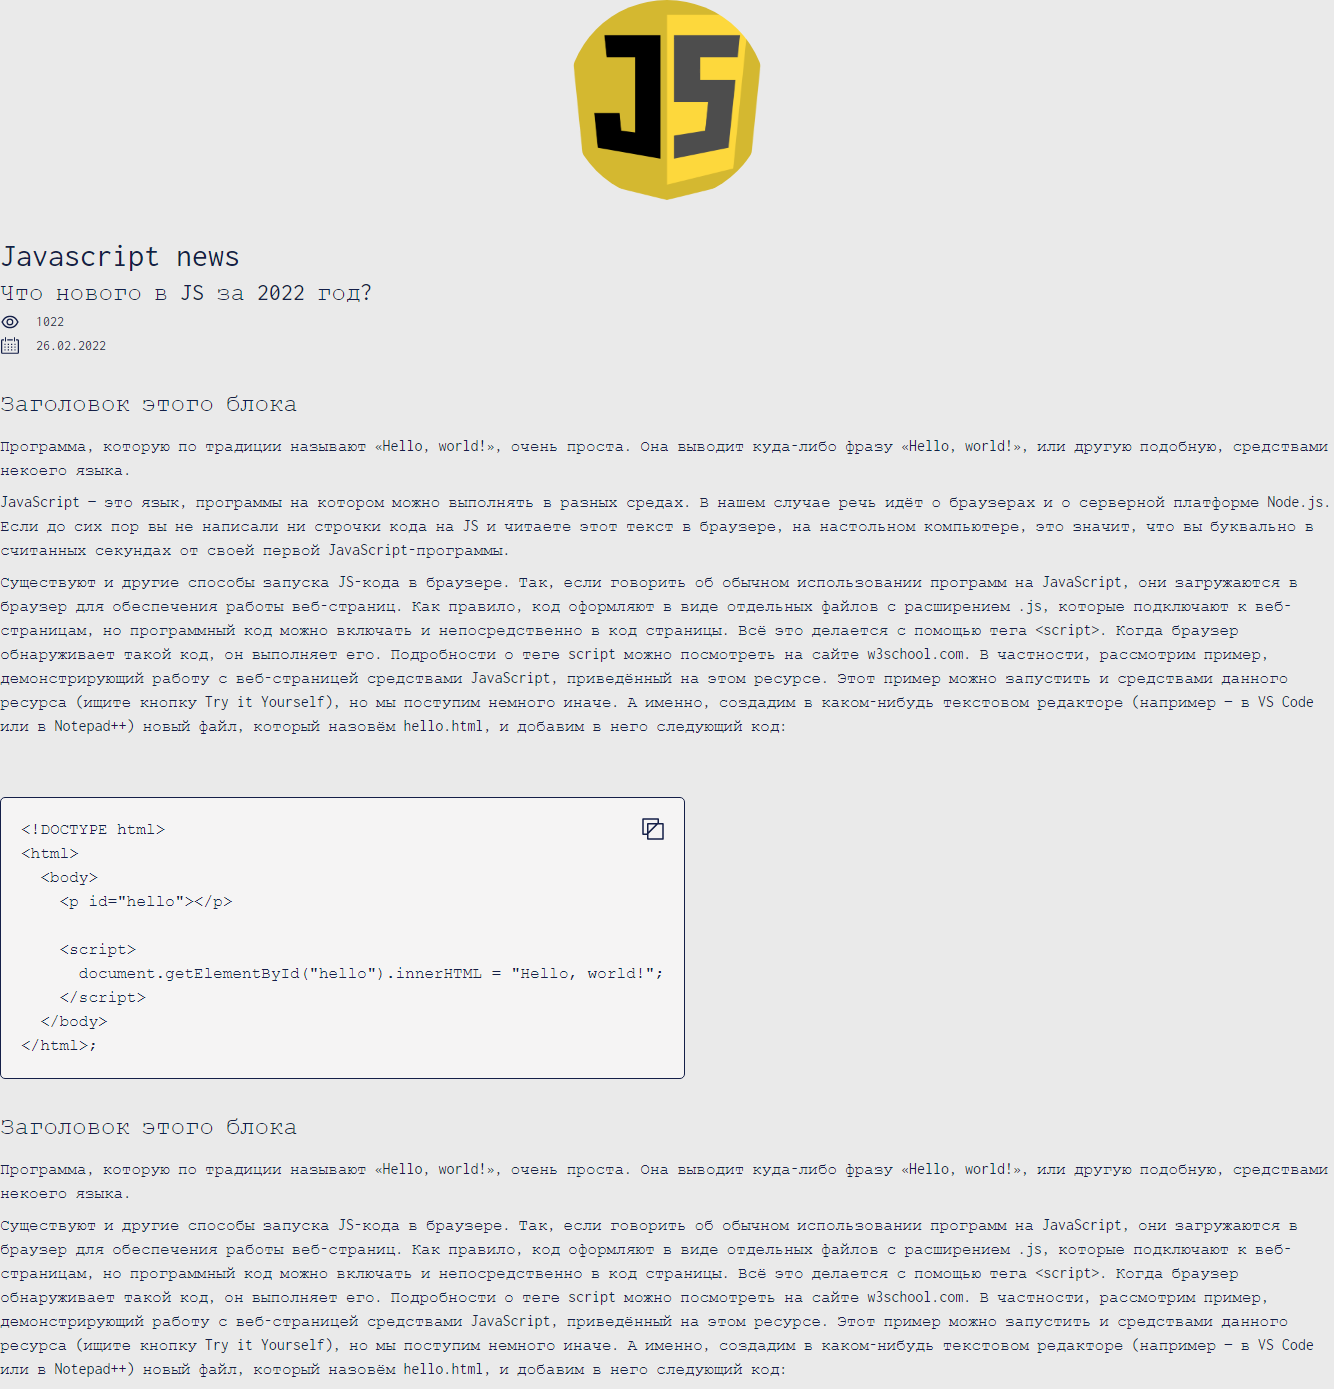 JS
Javascript news
Что нового в JS за 2022 год?
1022
26.02.2022
Заголовок этого блока
Программа, которую по традиции называют «Hello, world!», очень проста. Она выводит куда-либо фразу «Hello, world!», или другую подобную, средствами
некоего языка.
JavaScript — это язык, программы на котором можно выполнять в разных средах. В нашем случае речь идёт о браузерах и о серверной платформе Node.js.
Если до сих пор вы не написали ни строчки кода на JS и читаете этот текст в браузере, на настольном компьютере, это значит, что вы буквально в
считанных секундах от своей первой JavaScript-программы.
Существуют и другие способы запуска JS-кода в браузере. Так, если говорить об обычном использовании программ на JavaScript, они загружаются в
браузер для обеспечения работы веб-страниц. Как правило, код оформляют в виде отдельных файлов с расширением .js, которые подключают к веб-
страницам, но программный код можно включать и непосредственно в код страницы. Всё это делается с помощью тега <script>. Когда браузер
обнаруживает такой код, он выполняет его. Подробности о теге script можно посмотреть на сайте w3school.com. В частности, рассмотрим пример,
демонстрирующий работу с веб-страницей средствами JavaScript, приведённый на этом ресурсе. Этот пример можно запустить и средствами данного
ресурса (ищите кнопку Try it Yourself), но мы поступим немного иначе. А именно, создадим в каком-нибудь текстовом редакторе (например — в VS Code
или в Notepad++) новый файл, который назовём hello.html, и добавим в него следующий код:
<!DOCTYPE html>
<html>
  <body>
    <p id="hello"></p>
    <script>
      document.getElementById("hello").innerHTML = "Hello, world!";
    </script>
  </body>
</html>;
Заголовок этого блока
Программа, которую по традиции называют «Hello, world!», очень проста. Она выводит куда-либо фразу «Hello, world!», или другую подобную, средствами
некоего языка.
Существуют и другие способы запуска JS-кода в браузере. Так, если говорить об обычном использовании программ на JavaScript, они загружаются в
браузер для обеспечения работы веб-страниц. Как правило, код оформляют в виде отдельных файлов с расширением .js, которые подключают к веб-
страницам, но программный код можно включать и непосредственно в код страницы. Всё это делается с помощью тега <script>. Когда браузер
обнаруживает такой код, он выполняет его. Подробности о теге script можно посмотреть на сайте w3school.com. В частности, рассмотрим пример,
демонстрирующий работу с веб-страницей средствами JavaScript, приведённый на этом ресурсе. Этот пример можно запустить и средствами данного
ресурса (ищите кнопку Try it Yourself), но мы поступим немного иначе. А именно, создадим в каком-нибудь текстовом редакторе (например — в VS Code
или в Notepad++) новый файл, который назовём hello.html, и добавим в него следующий код: